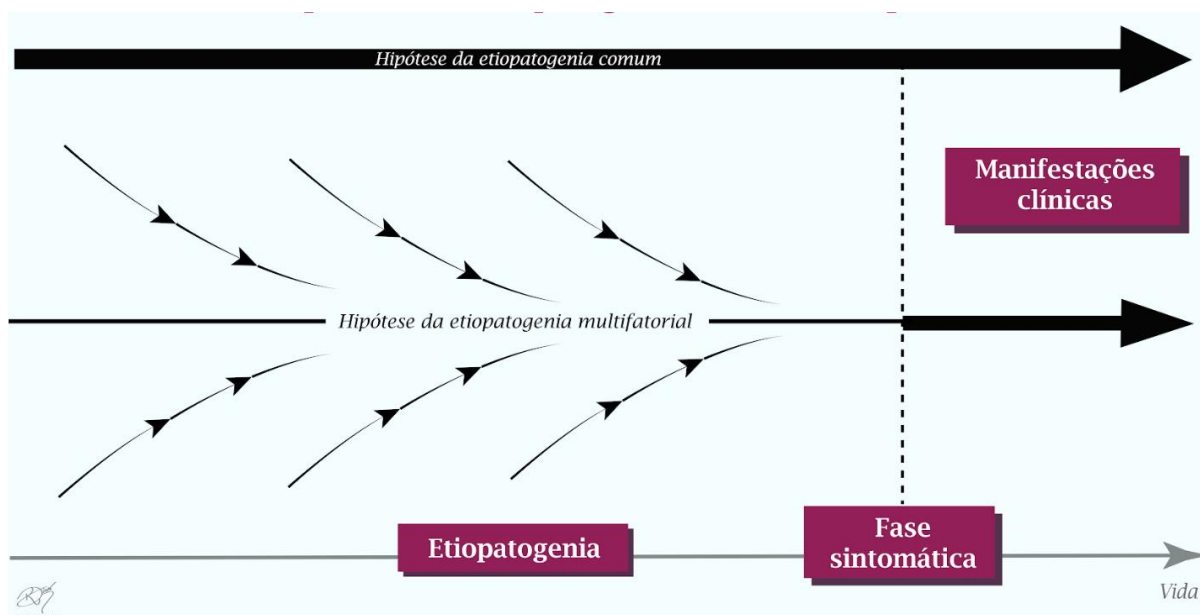 Hipótese da etiopatogenia comum
Manifestações
clínicas
Hipótese da etiopatogenia multifatorial
Etiopatogenia
Fase
sintomática
Vida